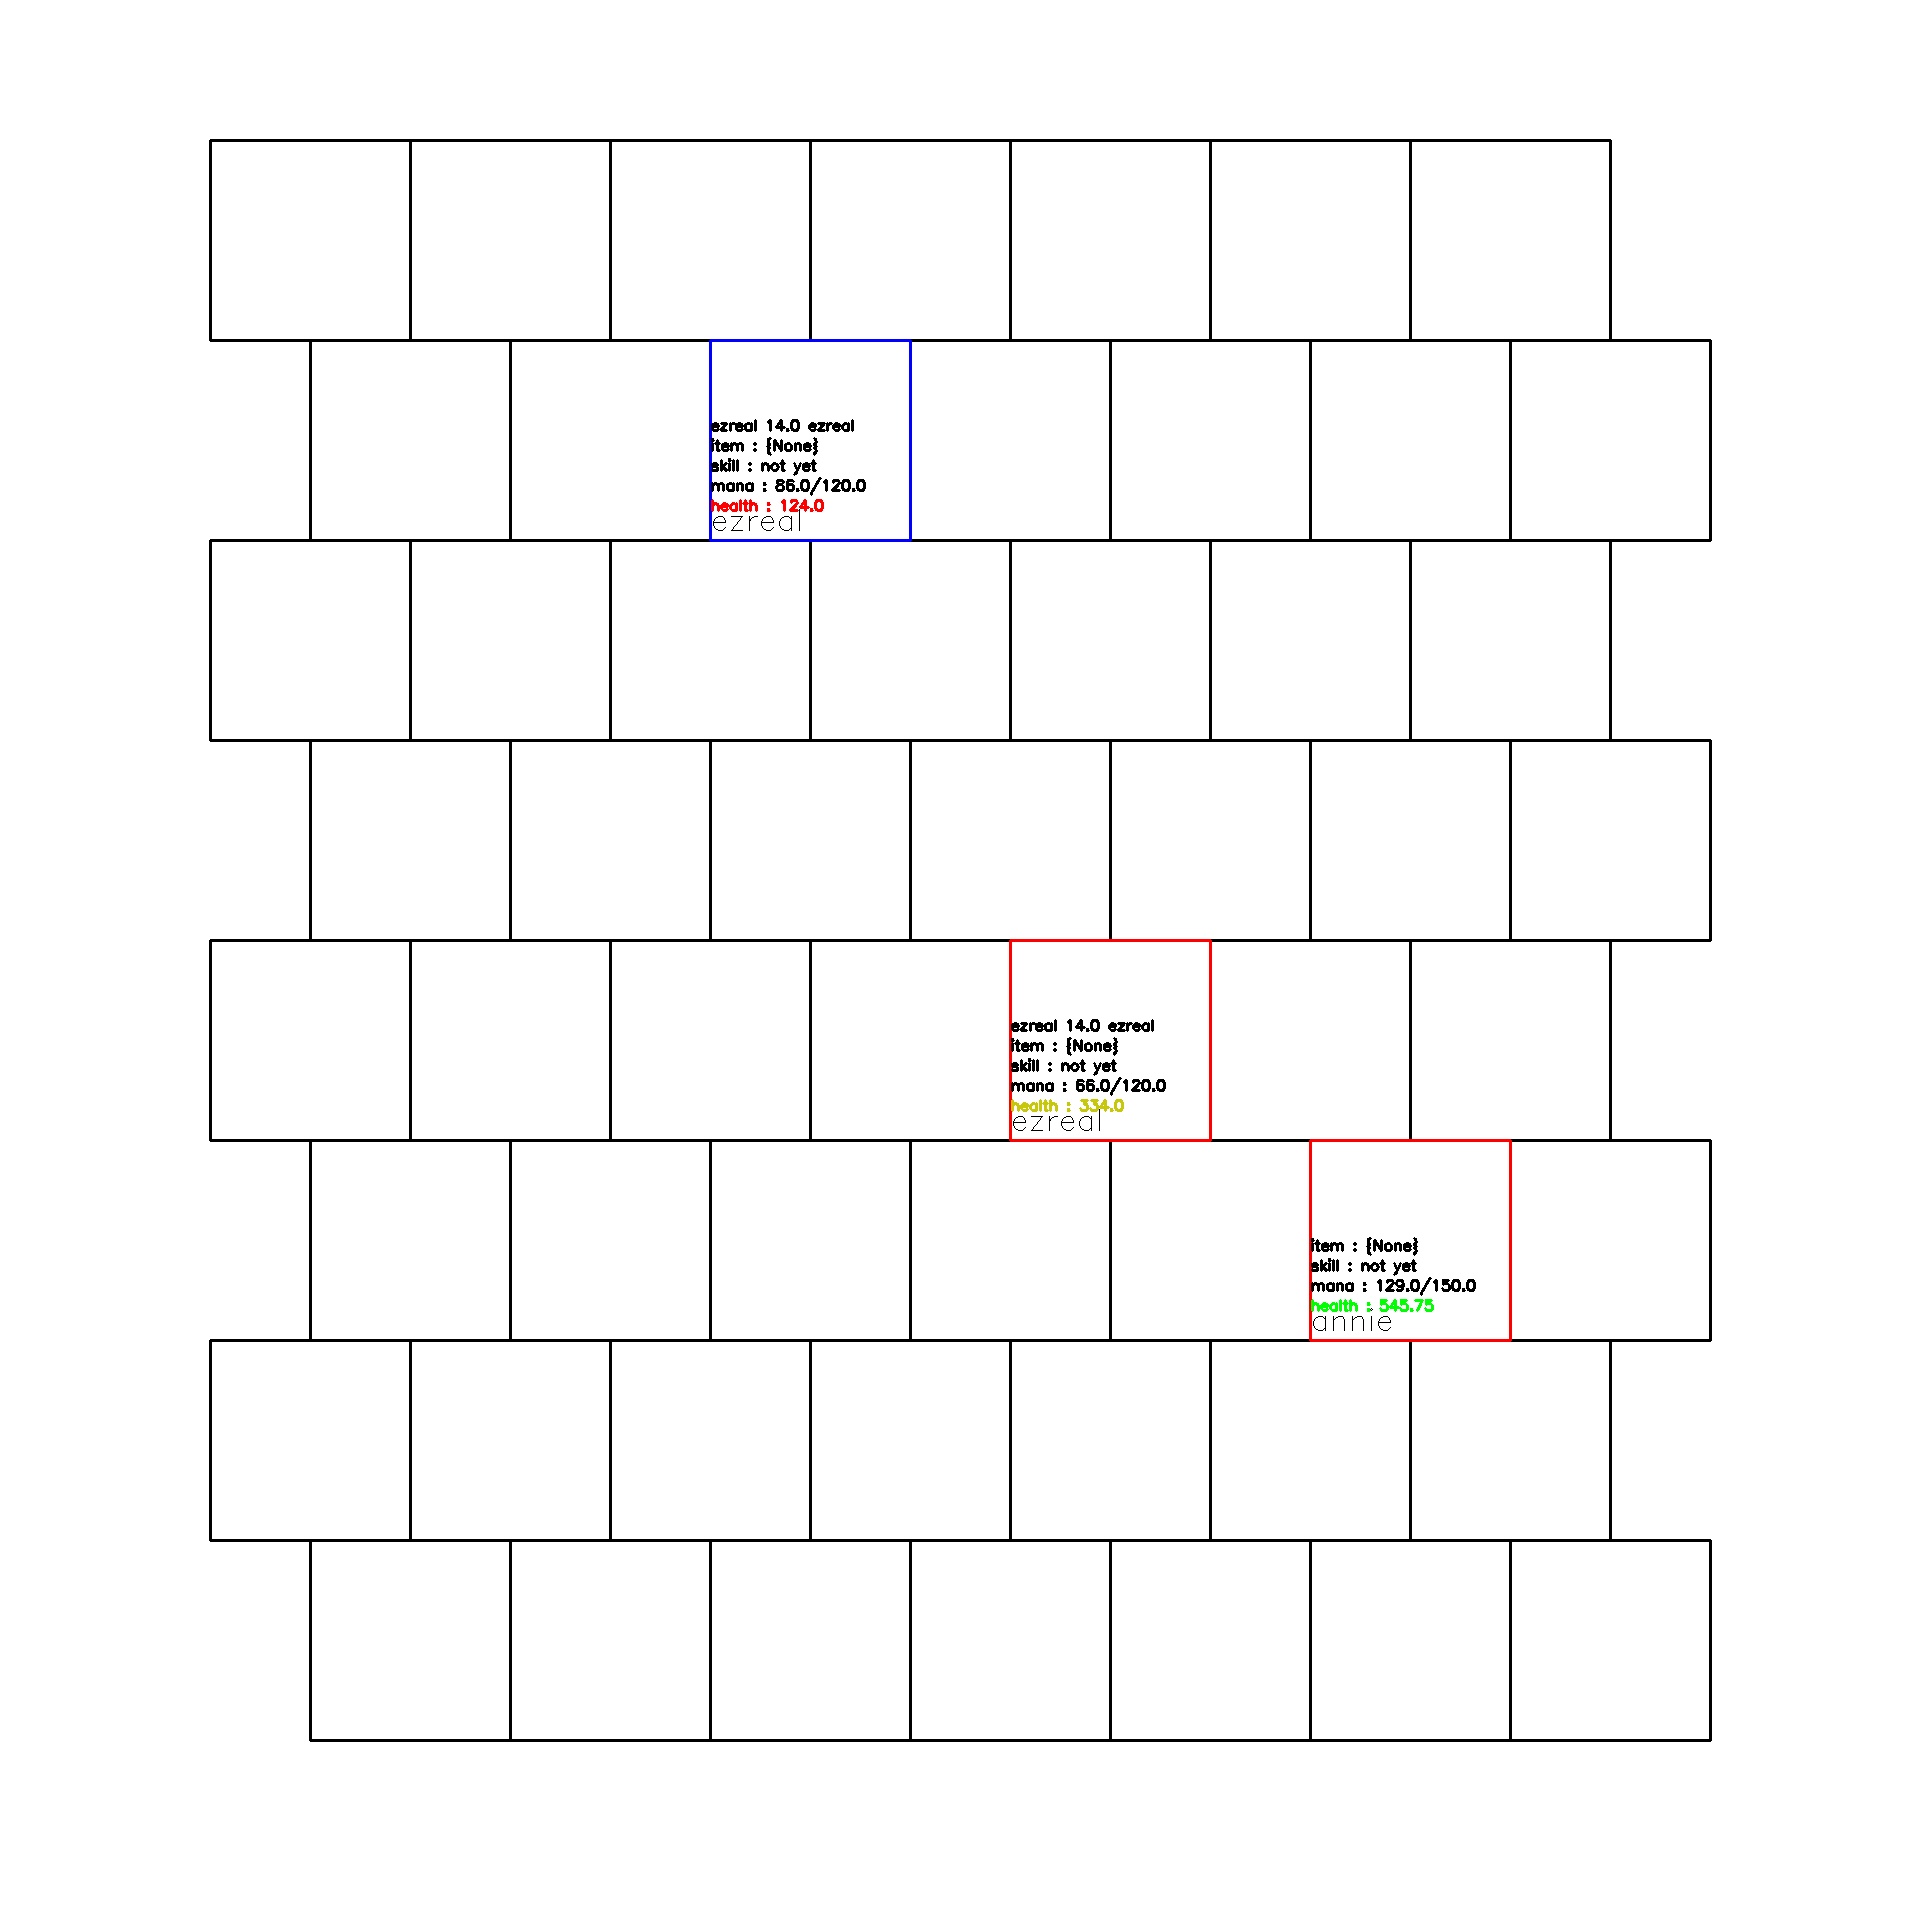 ezreal 14.0 ezreal
item : {None}
skill : not yet
mana : 86.0/120.0
health : 124.0
ezreal
ezreal 14.0 ezreal
item : {None}
skill : not yet
mana : 66.0/120.0
health : 334.0
ezreal
item : {None}
skill : not yet
mana : 129.0/150.0
health : 545.75
annie